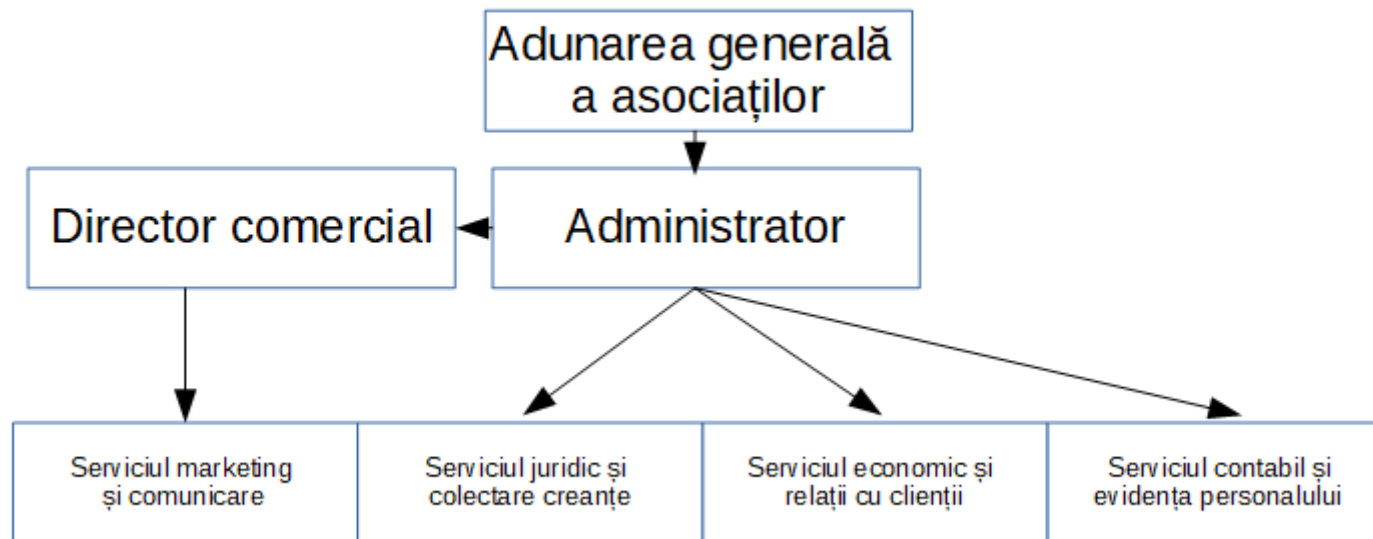 Adunarea generală
a asociaților
Director comercial
Administrator
Serviciul marketing
și comunicare
Serviciul juridic și
colectare creanțe
Serviciul economic și
relații cu clienții
Serviciul contabil și
evidența personalului